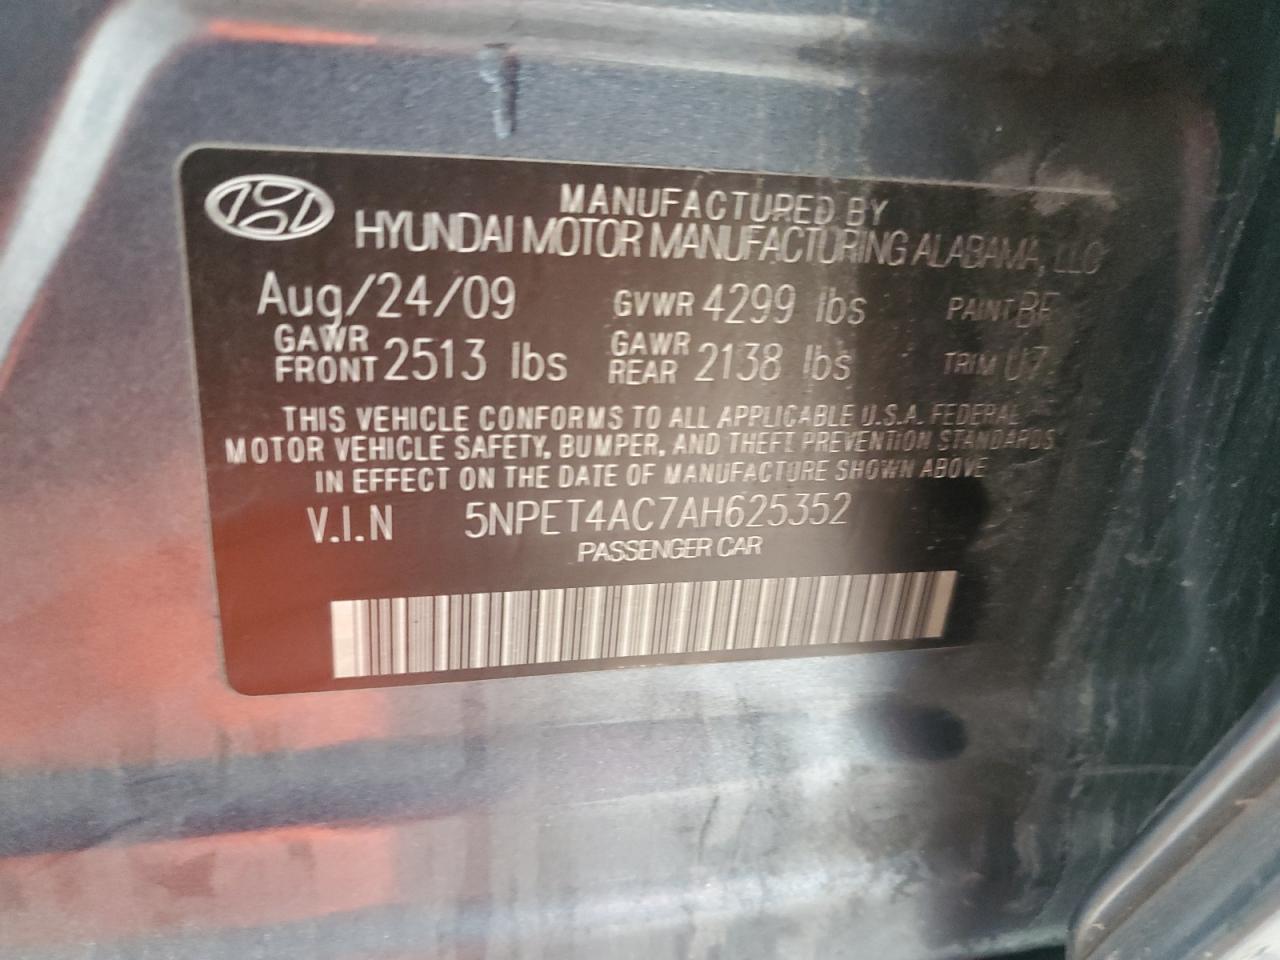 MANUFACTURED BY
HYUNDAI MOTOR MANUFACTURING ALABAMA, LLC
Aug/24/09 GVWR 4299 lbs PAINT
GAWR FRONT 2513 lbs GAWR REAR 2138 lbs TRIM U7
THIS VEHICLE CONFORMS TO ALL APPLICABLE U.S.A. FEDERAL
MOTOR VEHICLE SAFETY, BUMPER, AND THEFT PREVENTION STANDARDS
IN EFFECT ON THE DATE OF MANUFACTURE SHOWN ABOVE
V.I.N 5NPET4AC7AH625352
PASSENGER CAR